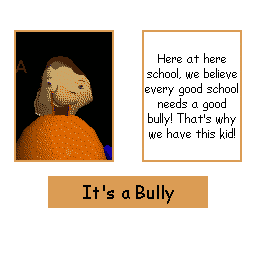 Here at here
school, we believe
every good school
needs a good
bully! That's why
we have this kid!
It's a Bully